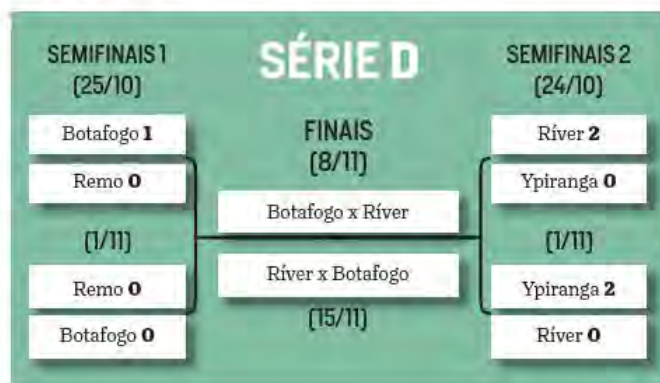 SÉRIE D
SEMIFINAIS 1
(25/10)
Botafogo 1
Remo 0
(1/11)
Remo 0
Botafogo 0
FINAIS
(8/11)
Botafogo x Ríver
Ríver x Botafogo
(15/11)
SEMIFINAIS 2
(24/10)
Ríver 2
Ypiranga 0
(1/11)
Ypiranga 2
Ríver 0